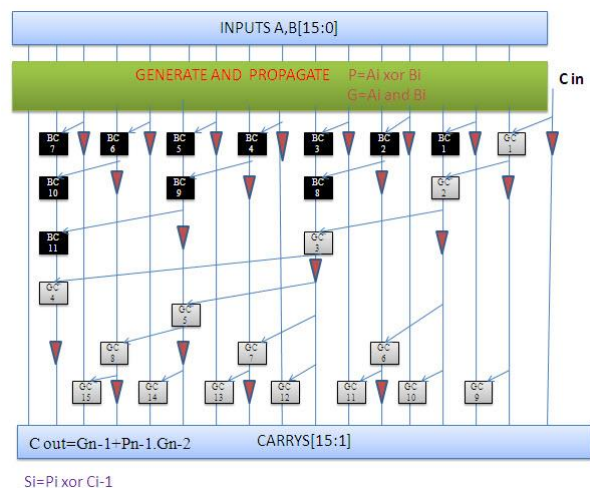 INPUTS A,B[15:0]
GENERATE AND PROPAGATE P=Ai xor Bi
G=Ai and Bi
C in
BC 7
BC 6
BC 5
BC 4
BC 3
BC 2
BC 1
GC 1
BC 10
BC 9
BC 8
GC 2
BC 11
GC 3
GC 4
GC 5
GC 8
GC 7
GC 6
GC 15
GC 14
GC 13
GC 12
GC 11
GC 10
GC 9
C out=Gn-1+Pn-1.Gn-2 CARRYS[15:1]
Si=Pi xor Ci-1